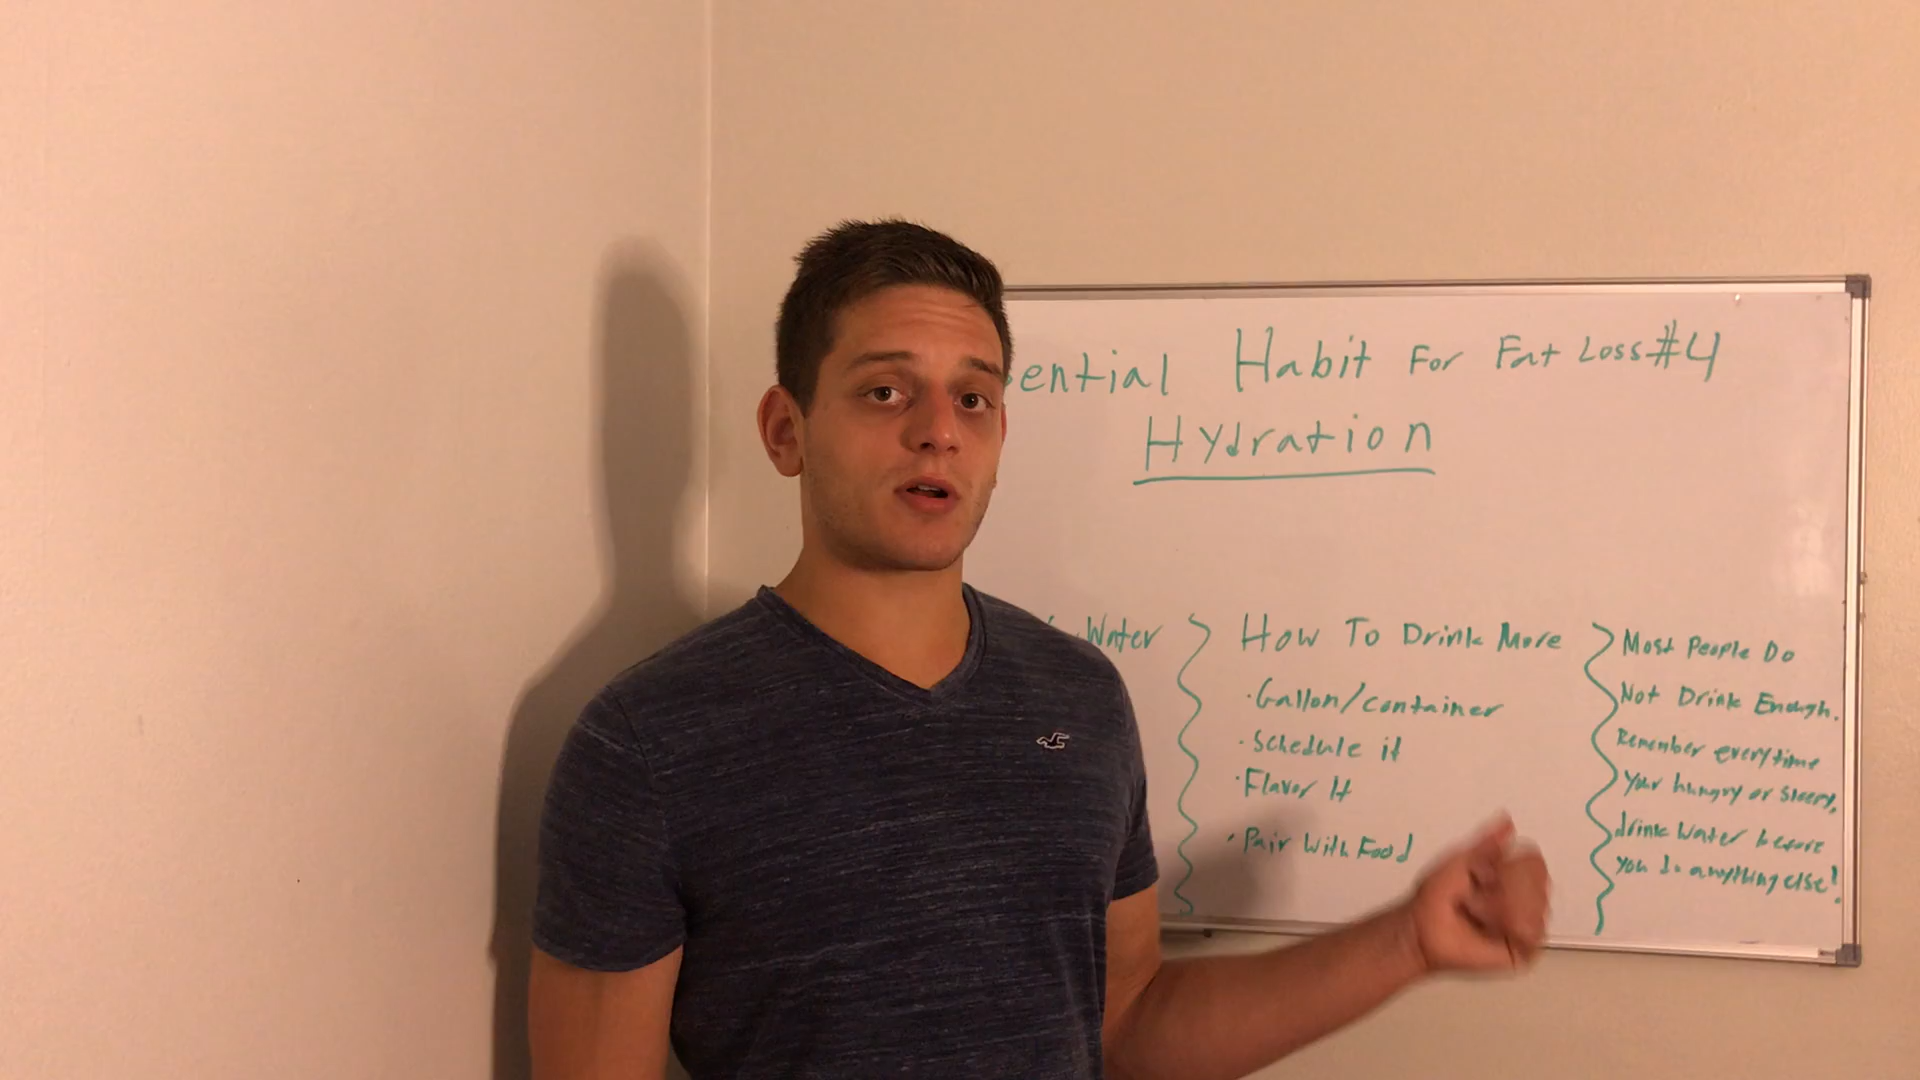 ential Habit For Fat Loss #4
Hydration
Water
How To Drink More
· Gallon/container
· Schedule it
· Flavor It
· Pair With Food
Most People Do
Not Drink Enough.
Remember everytime
your hungry or sleepy,
drink water before
you do anything else!